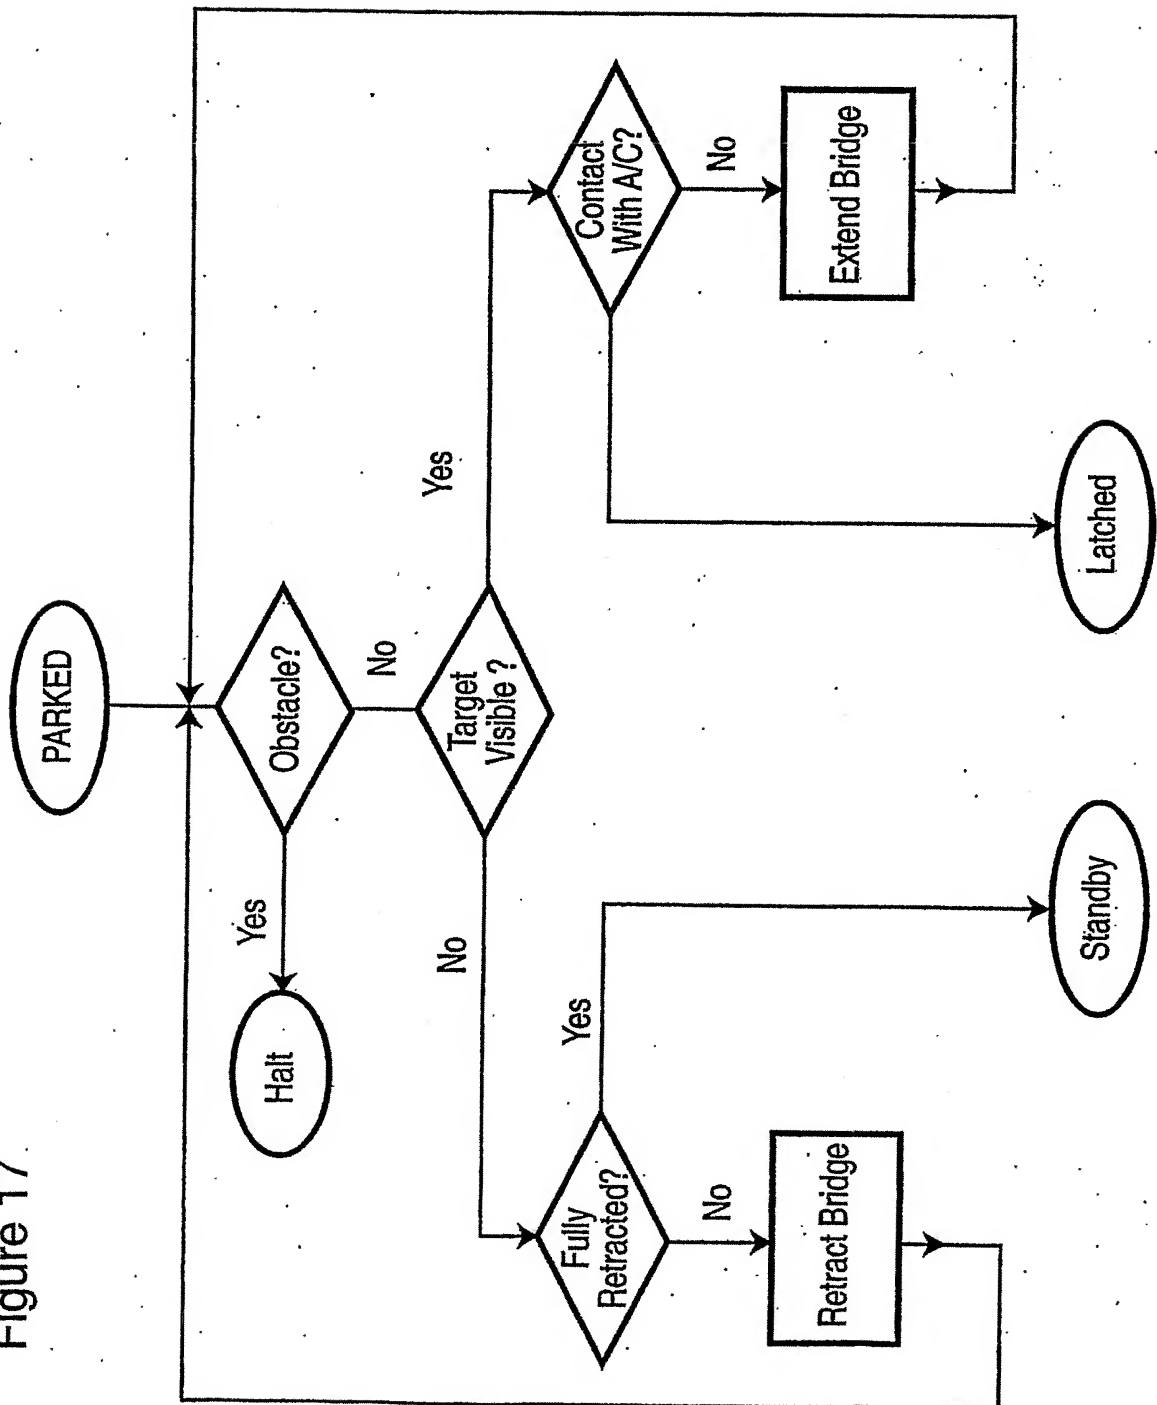 Figure 17
PARKED
Obstacle?
Yes
Halt
No
Target
Visible ?
No
Yes
Fully
Retracted?
Yes
No
Retract Bridge
Standby
Contact
With A/C?
No
Extend Bridge
Latched